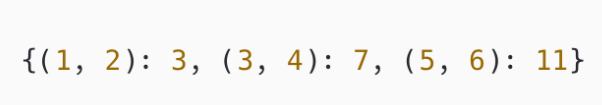 {(1, 2): 3, (3, 4): 7, (5, 6): 11}